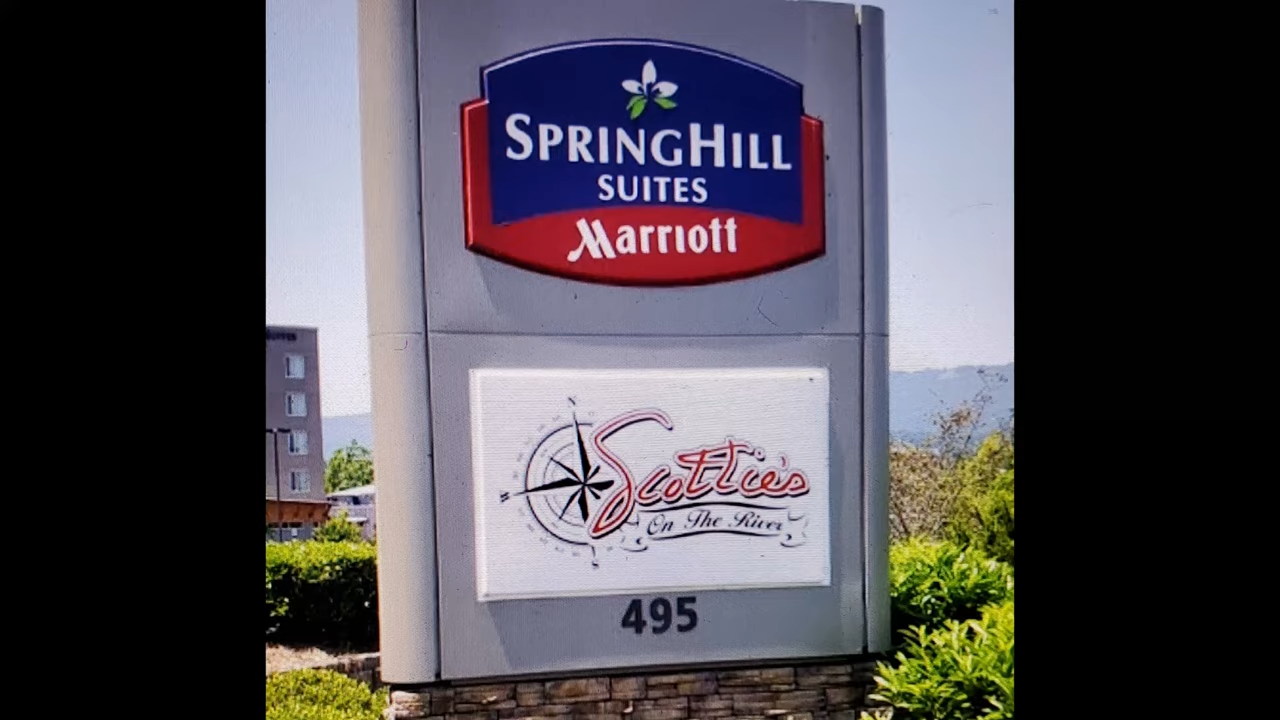 SPRINGHILL
SUITES
Marriott
N
W
S
Scottie's
On The River
495